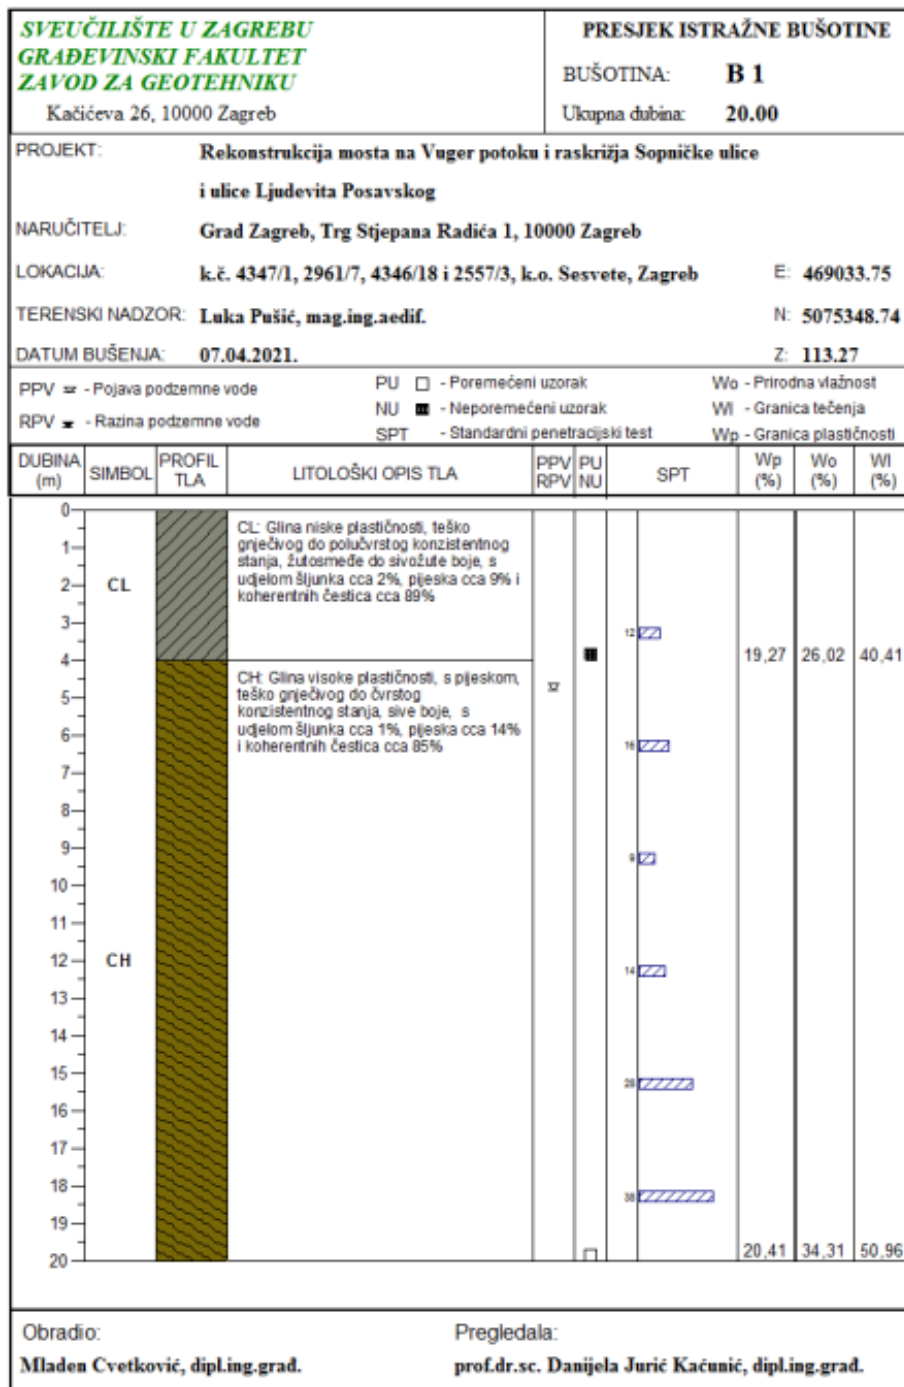 SVEUČILIŠTE U ZAGREBU
GRAĐEVINSKI FAKULTET
ZAVOD ZA GEOTEHNIKU
Kačićeva 26, 10000 Zagreb
PRESJEK ISTRAŽNE BUŠOTINE
BUŠOTINA: B 1
Ukupna dubina: 20.00
PROJEKT: Rekonstrukcija mosta na Vuger potoku i raskrižja Sopničke ulice
i ulice Ljudevita Posavskog
NARUČITELJ: Grad Zagreb, Trg Stjepana Radića 1, 10000 Zagreb
LOKACIJA: k.č. 4347/1, 2961/7, 4346/18 i 2557/3, k.o. Sesvete, Zagreb E: 469033.75
TERENSKI NADZOR: Luka Pušić, mag.ing.aedif. N: 5075348.74
DATUM BUŠENJA: 07.04.2021. Z: 113.27
PPV - Pojava podzemne vode PU - Poremećeni uzorak Wo - Prirodna vlažnost
NU - Neporemećeni uzorak Wl - Granica tečenja
RPV - Razina podzemne vode SPT - Standardni penetracijski test Wp - Granica plastičnosti
DUBINA (m) SIMBOL PROFIL TLA LITOLOŠKI OPIS TLA PPV RPV PU NU SPT Wp (%) Wo (%) Wl (%)
0
1
2
3
4
5
6
7
8
9
10
11
12
13
14
15
16
17
18
19
20
CL
CH
CL: Glina niske plastičnosti, teško
gnječivog do polučvrstog konzistentnog
stanja, žutosmeđe do sivožute boje, s
udjelom šljunka cca 2%, pijeska cca 9% i
koherentnih čestica cca 89%
CH: Glina visoke plastičnosti, s pijeskom,
teško gnječivog do čvrstog
konzistentnog stanja, sive boje, s
udjelom šljunka cca 1%, pijeska cca 14%
i koherentnih čestica cca 85%
12
16
9
14
28
38
19,27 26,02 40,41
20,41 34,31 50,96
Obradio:
Mladen Cvetković, dipl.ing.građ.
Pregledala:
prof.dr.sc. Danijela Jurić Kaćunić, dipl.ing.građ.